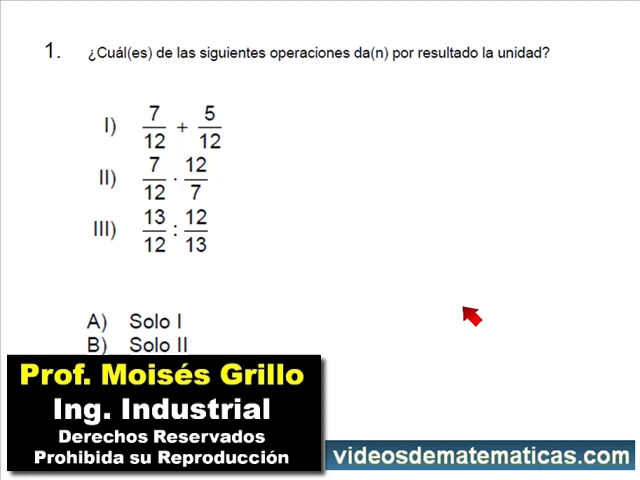 1. ¿Cuál(es) de las siguientes operaciones da(n) por resultado la unidad?
I) 7/12 + 5/12
II) 7/12 · 12/7
III) 13/12 : 12/13
A) Solo I
B) Solo II
Prof. Moisés Grillo
Ing. Industrial
Derechos Reservados
Prohibida su Reproducción
videosdematematicas.com